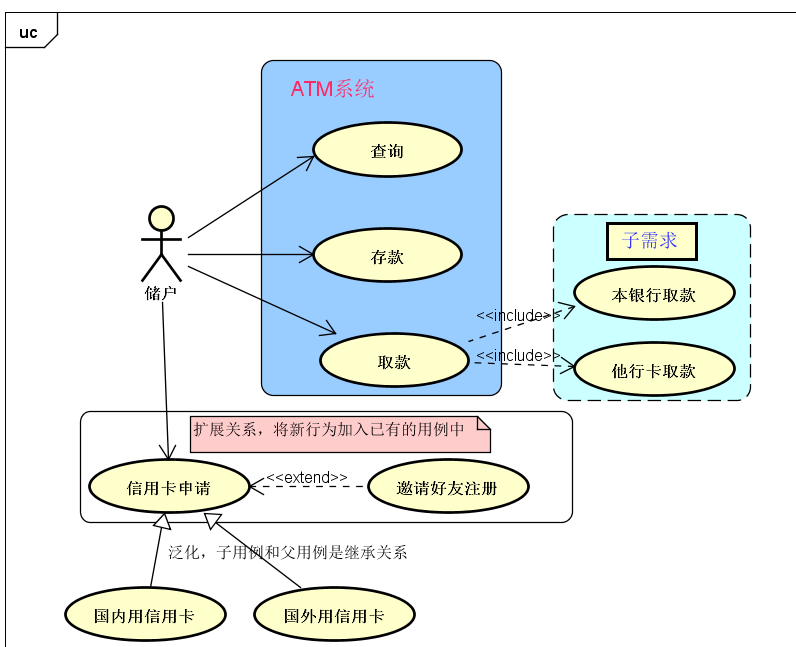 uc
ATM系统
查询
存款
储户
子需求
本银行取款
<<include>>
取款
<<include>>
他行卡取款
扩展关系，将新行为加入已有的用例中
信用卡申请
<<extend>>
邀请好友注册
泛化，子用例和父用例是继承关系
国内用信用卡
国外用信用卡